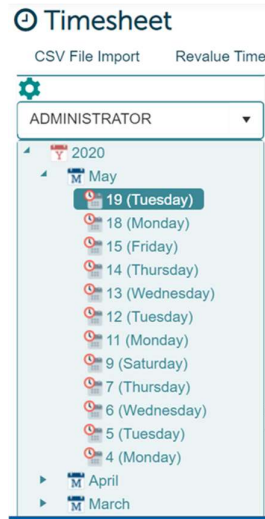 Timesheet
CSV File Import Revalue Time
ADMINISTRATOR
Y 2020
M May
19 (Tuesday)
18 (Monday)
15 (Friday)
14 (Thursday)
13 (Wednesday)
12 (Tuesday)
11 (Monday)
9 (Saturday)
7 (Thursday)
6 (Wednesday)
5 (Tuesday)
4 (Monday)
M April
M March